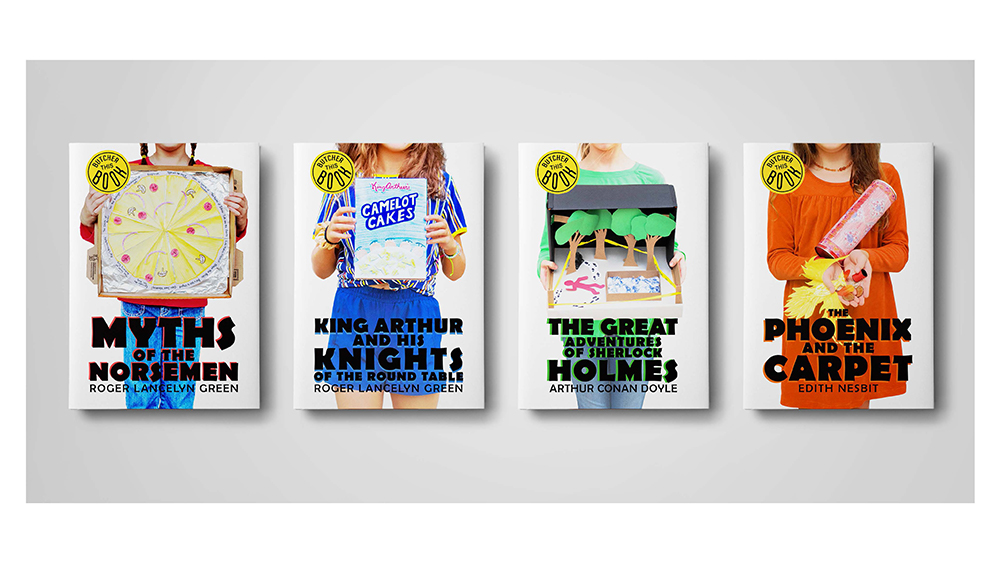 BUTCHER
THIS
BOOK
MYTHS
OF THE
NORSEMEN
ROGER LANCELYN GREEN
BUTCHER
THIS
BOOK
King Arthur's
CAMELOT
CAKES
KING ARTHUR
AND HIS
KNIGHTS
OF THE ROUND TABLE
ROGER LANCELYN GREEN
BUTCHER
THIS
BOOK
THE GREAT
ADVENTURES
OF SHERLOCK
HOLMES
ARTHUR CONAN DOYLE
BUTCHER
THIS
BOOK
THE
PHOENIX
AND THE
CARPET
EDITH NESBIT